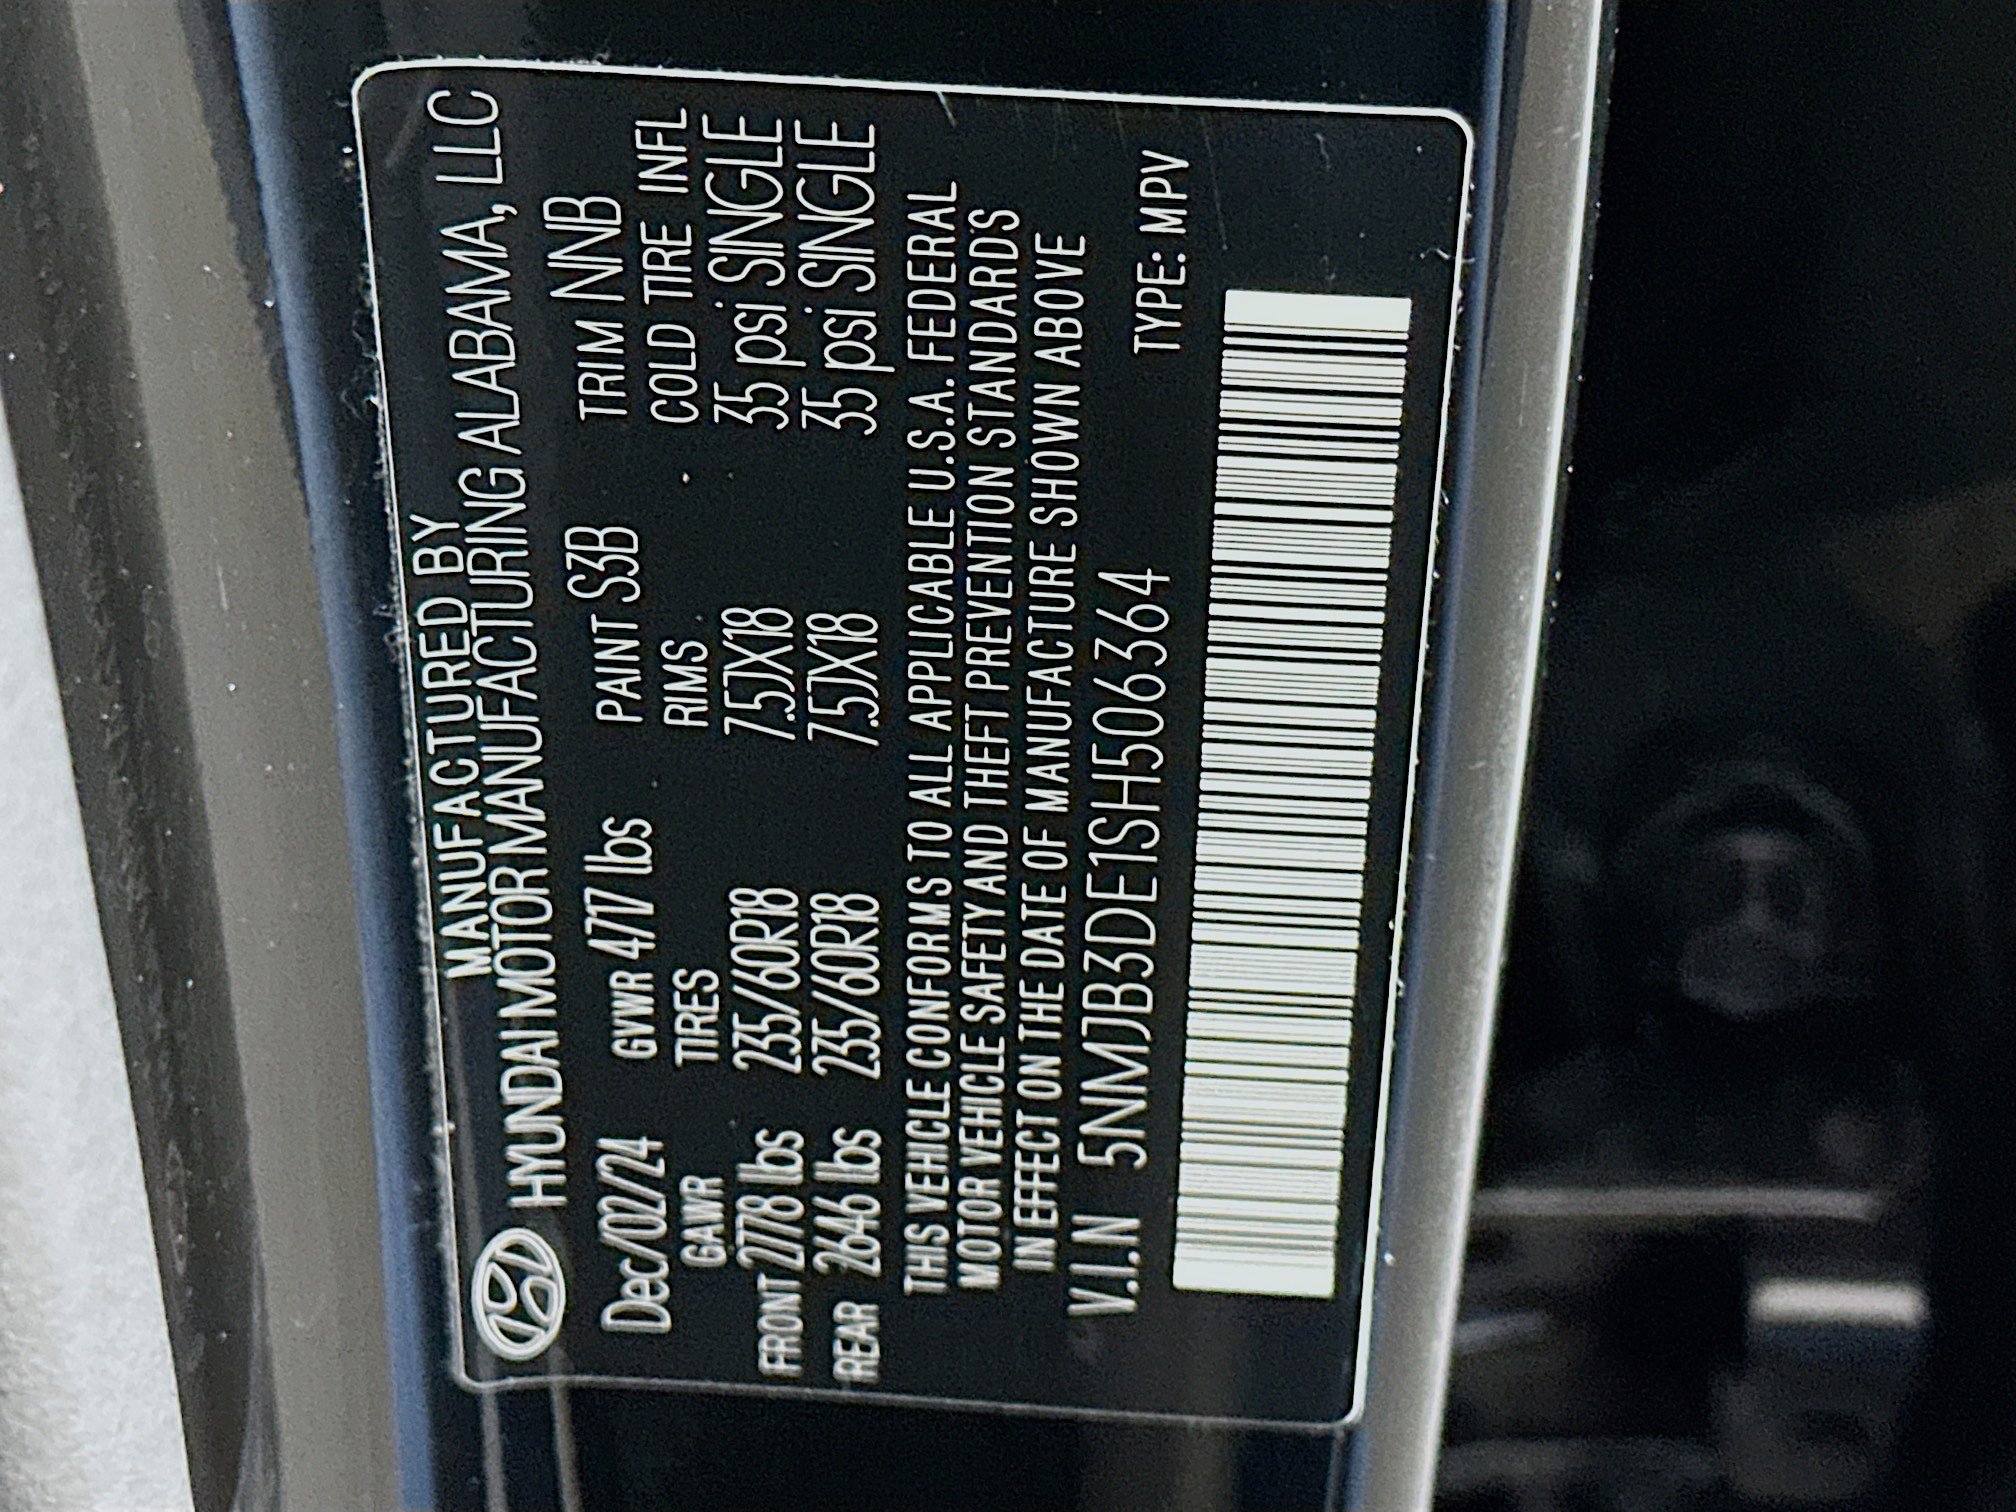 MANUFACTURED BY
HYUNDAI MOTOR MANUFACTURING ALABAMA, LLC
Dec/02/24 GVWR 4717 lbs PAINT S3B TRIM NNB
GAWR TIRES RIMS COLD TIRE INFL
FRONT 2778 lbs 235/60R18 7.5JX18 35 psi SINGLE
REAR 2646 lbs 235/60R18 7.5JX18 35 psi SINGLE
THIS VEHICLE CONFORMS TO ALL APPLICABLE U.S.A. FEDERAL
MOTOR VEHICLE SAFETY AND THEFT PREVENTION STANDARDS
IN EFFECT ON THE DATE OF MANUFACTURE SHOWN ABOVE
V.I.N 5NMJB3DE1SH506364 TYPE: MPV